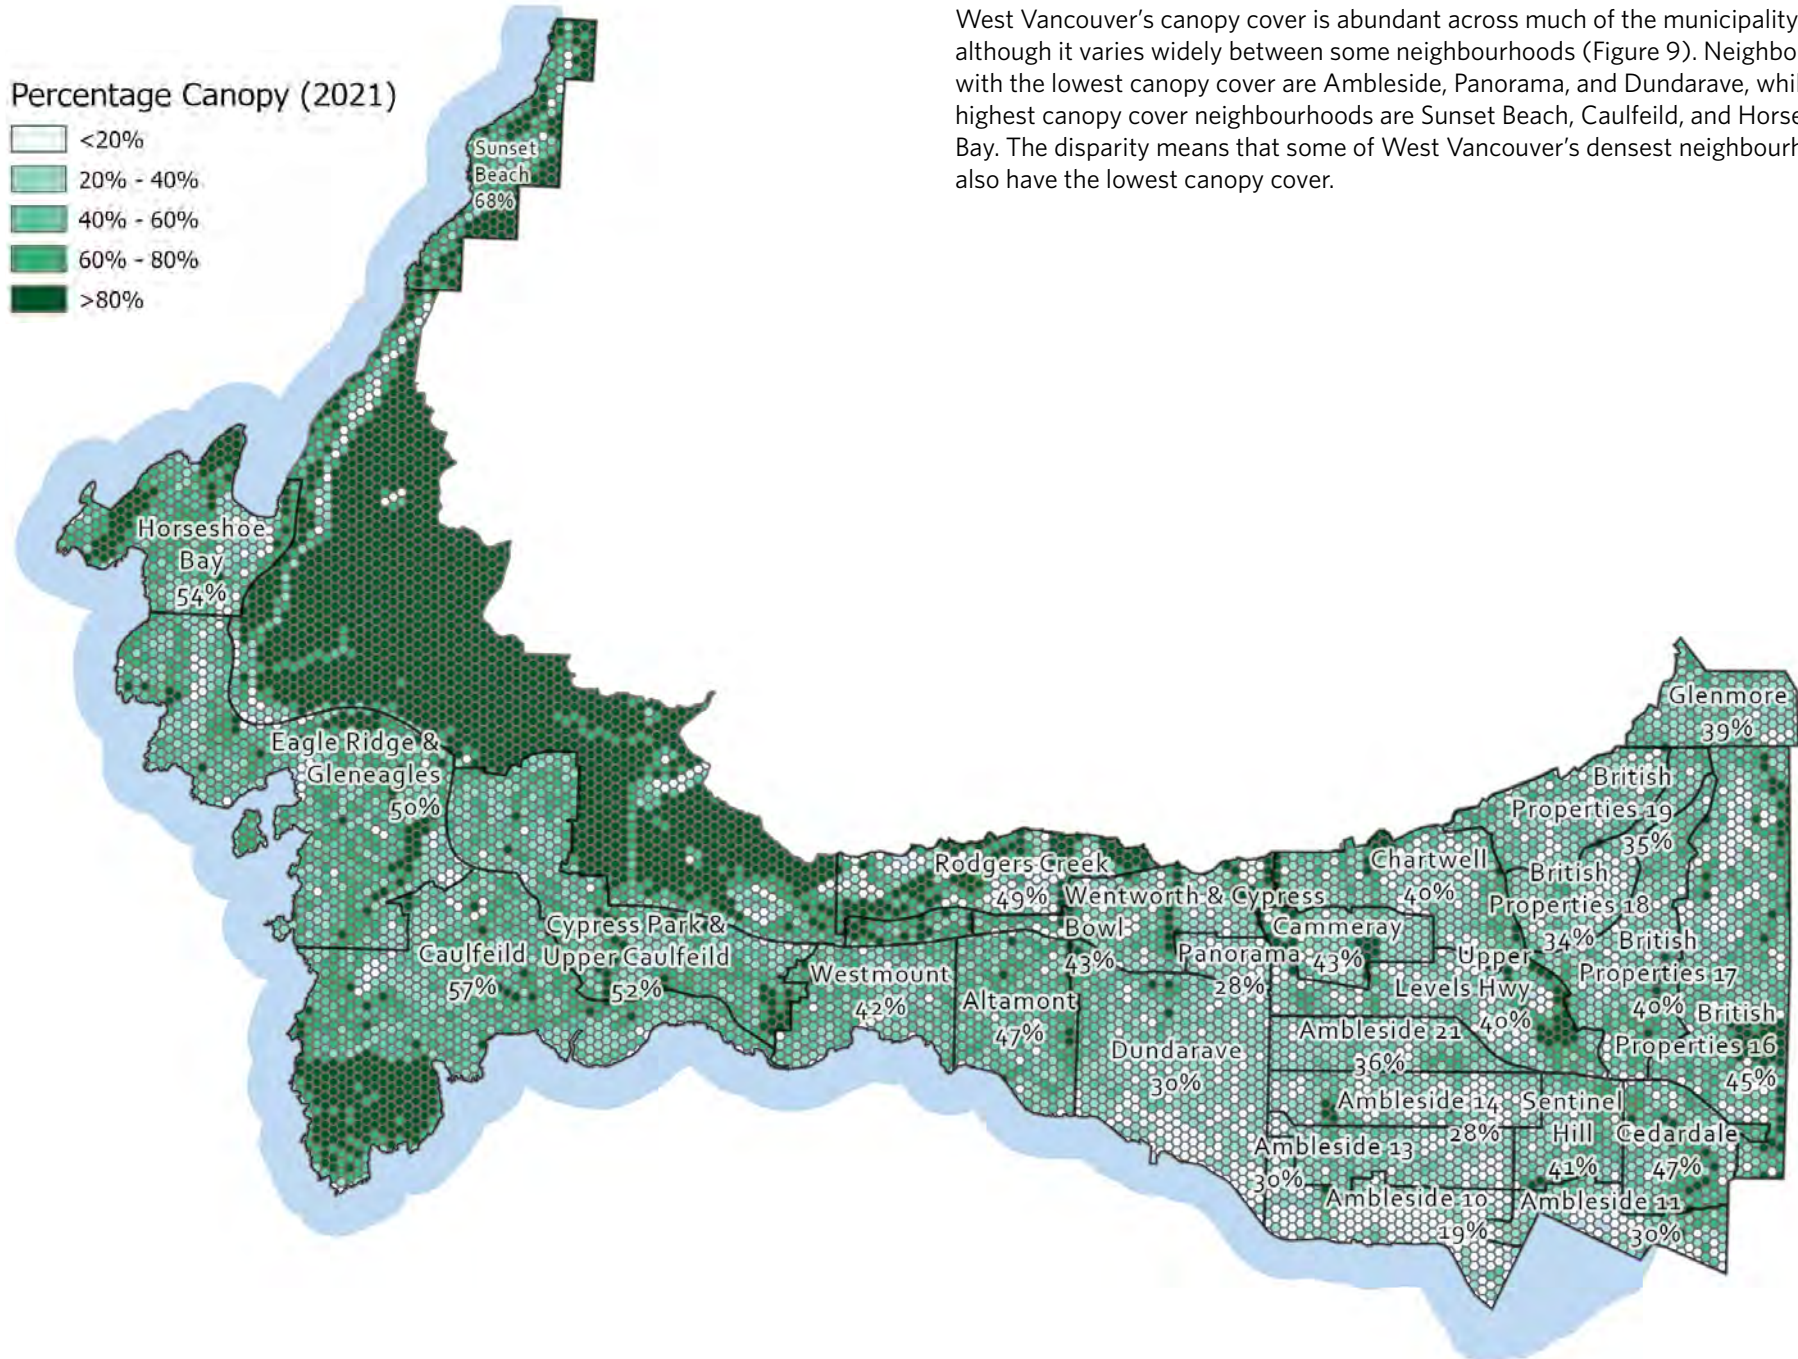 West Vancouver's canopy cover is abundant across much of the municipality
although it varies widely between some neighbourhoods (Figure 9).
with the lowest canopy cover are Ambleside, Panorama, and Dundarave,
highest canopy cover neighbourhoods are Sunset Beach, Caulfeild, and
Bay. The disparity means that some of West Vancouver's densest
also have the lowest canopy cover.
Percentage Canopy (2021)
<20%
20% - 40%
40% - 60%
60% - 80%
>80%
Sunset
Beach
68%
Horseshoe
Bay
54%
Eagle Ridge &
Gleneagles
50%
Caulfeild
57%
Cypress Park &
Upper Caulfeild
52%
Westmount
42%
Altamont
47%
Rodgers Creek
49%
Wentworth & Cypress
Bowl
43%
Panorama
28%
Dundarave
30%
Chartwell
40%
Cammeray
43%
Upper
Levels Hwy
40%
Glenmore
39%
British
Properties 19
35%
British
Properties 18
34%
British
Properties 17
40%
British
Properties 16
45%
Ambleside 21
36%
Ambleside 14
28%
Ambleside 13
30%
Ambleside 10
19%
Sentinel
Hill
41%
Cedardale
47%
Ambleside 11
30%